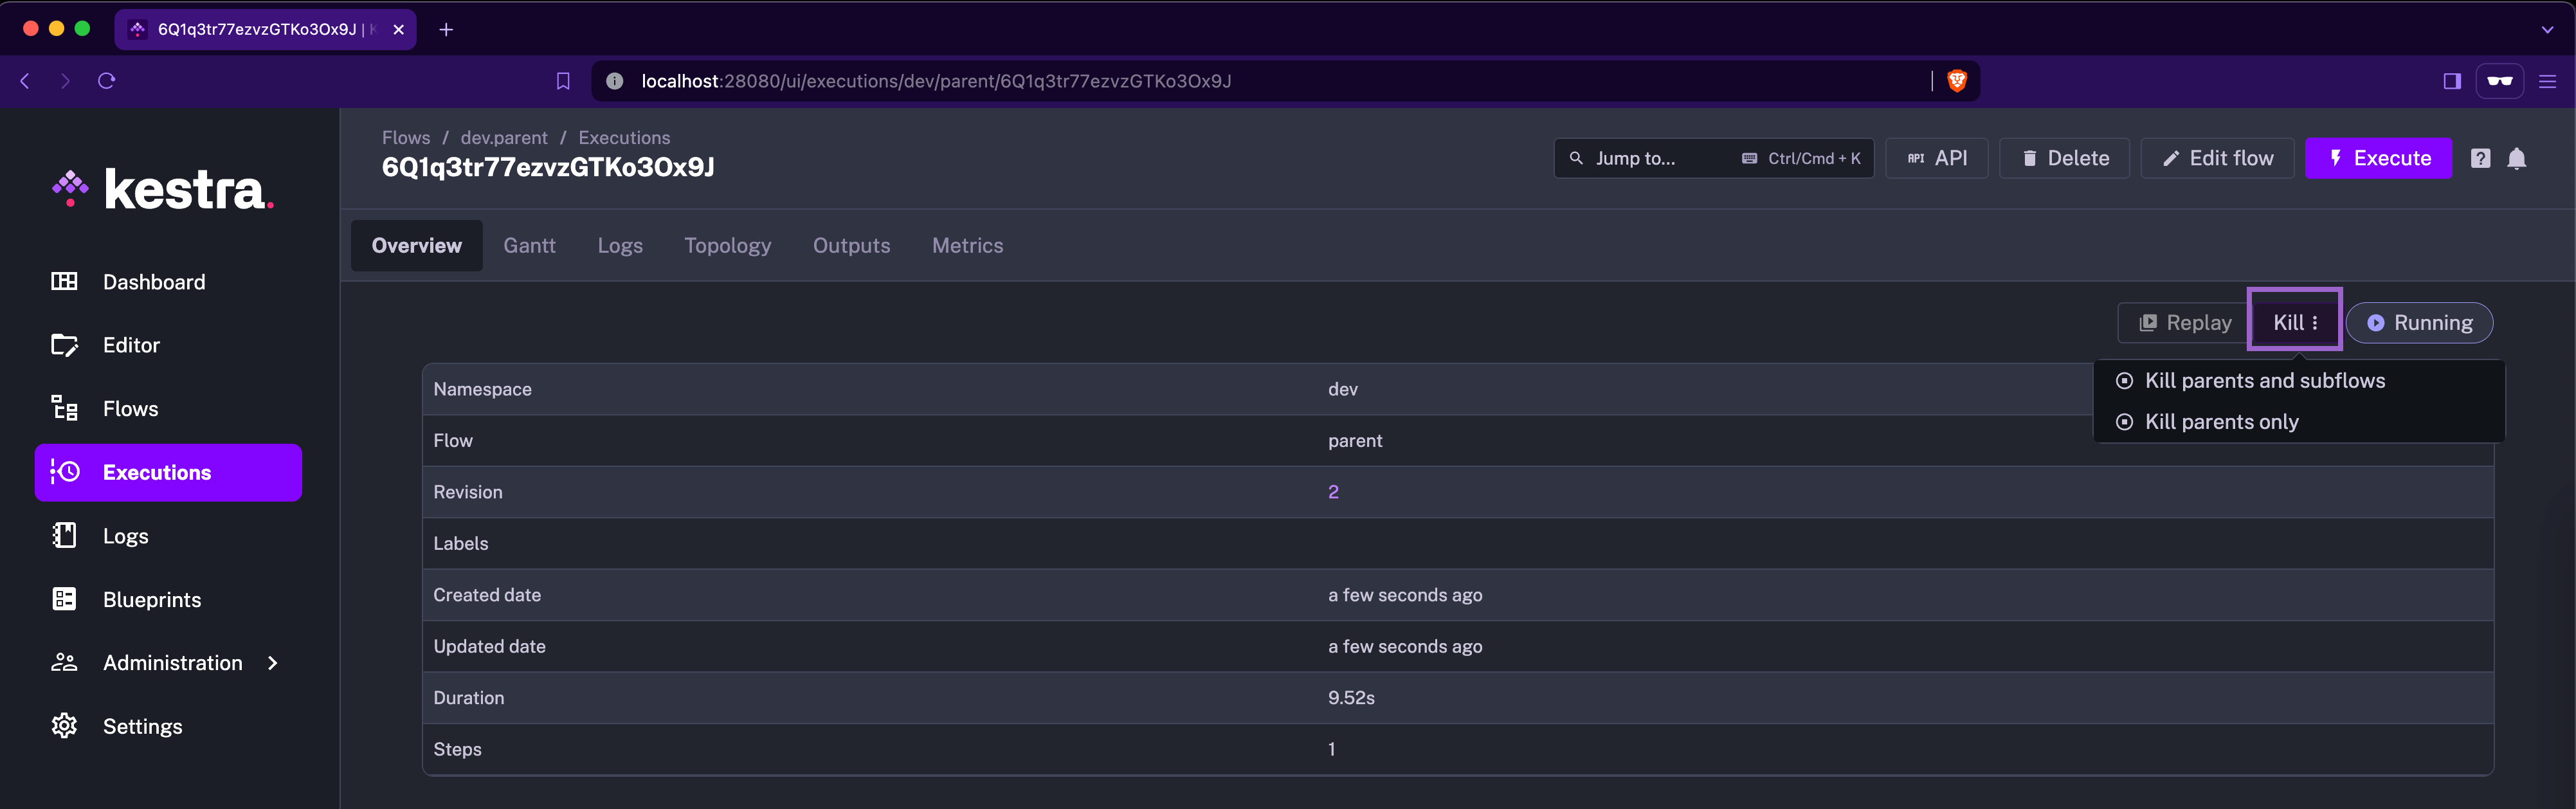 6Q1q3tr77ezvzGTKo3Ox9J |
localhost:28080/ui/executions/dev/parent/6Q1q3tr77ezvzGTKo3Ox9J
kestra.
Dashboard
Editor
Flows
Executions
Logs
Blueprints
Administration
Settings
Flows / dev.parent / Executions
6Q1q3tr77ezvzGTKo3Ox9J
Jump to... Ctrl/Cmd + K
API API
Delete
Edit flow
Execute
?
Overview Gantt Logs Topology Outputs Metrics
Replay Kill Running
Kill parents and subflows
Kill parents only
Namespace dev
Flow parent
Revision 2
Labels
Created date a few seconds ago
Updated date a few seconds ago
Duration 9.52s
Steps 1